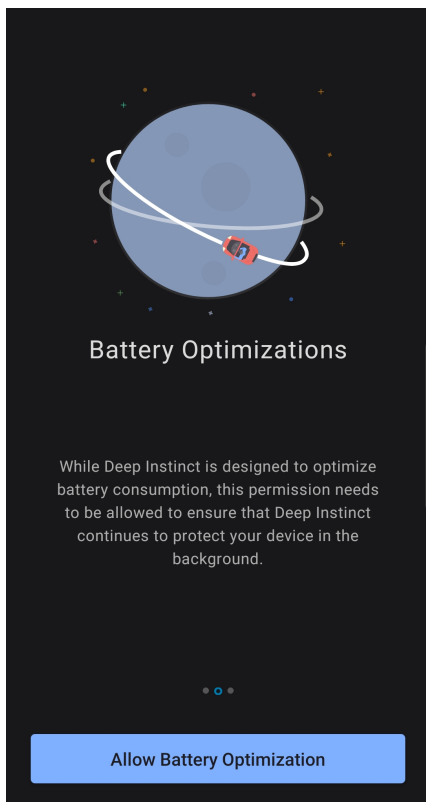 Battery Optimizations
While Deep Instinct is designed to optimize
battery consumption, this permission needs
to be allowed to ensure that Deep Instinct
continues to protect your device in the
background.
Allow Battery Optimization